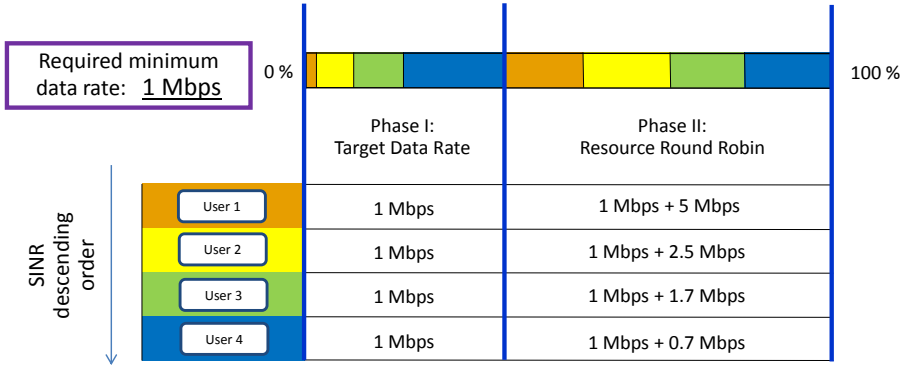 Required minimum
data rate: 1 Mbps
0 %
100 %
Phase I:
Target Data Rate
Phase II:
Resource Round Robin
SINR
descending
order
User 1
1 Mbps
1 Mbps + 5 Mbps
User 2
1 Mbps
1 Mbps + 2.5 Mbps
User 3
1 Mbps
1 Mbps + 1.7 Mbps
User 4
1 Mbps
1 Mbps + 0.7 Mbps